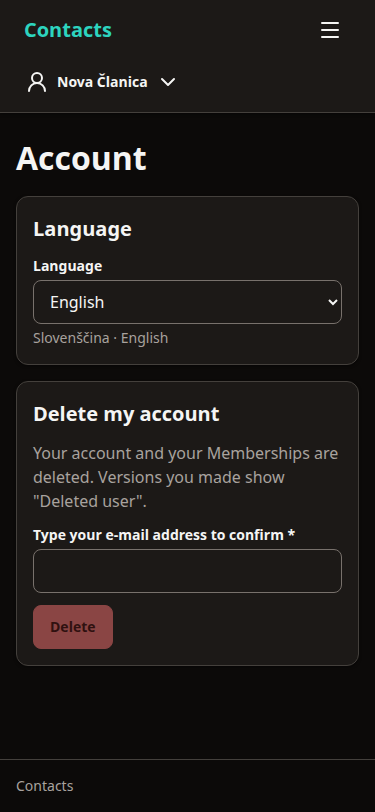 Contacts
Nova Članica
Account
Language
Language
English
Slovenščina · English
Delete my account
Your account and your Memberships are
deleted. Versions you made show
"Deleted user".
Type your e-mail address to confirm *
Delete
Contacts